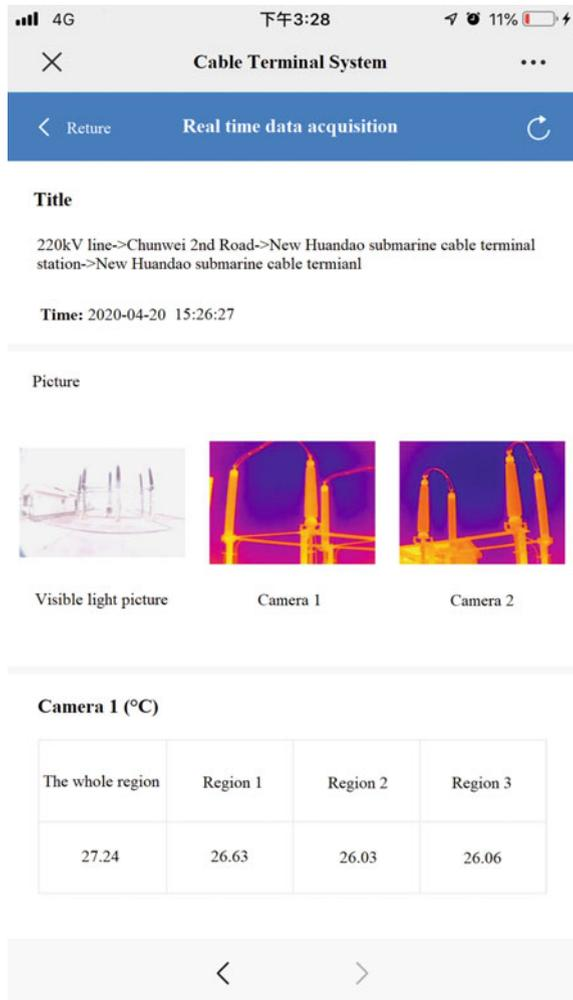 4G 下午3:28 11%
Cable Terminal System
Reture Real time data acquisition
Title
220kV line->Chunwei 2nd Road->New Huandao submarine cable terminal
station->New Huandao submarine cable termianl
Time: 2020-04-20 15:26:27
Picture
Visible light picture Camera 1 Camera 2
Camera 1 (°C)
The whole region Region 1 Region 2 Region 3
27.24 26.63 26.03 26.06